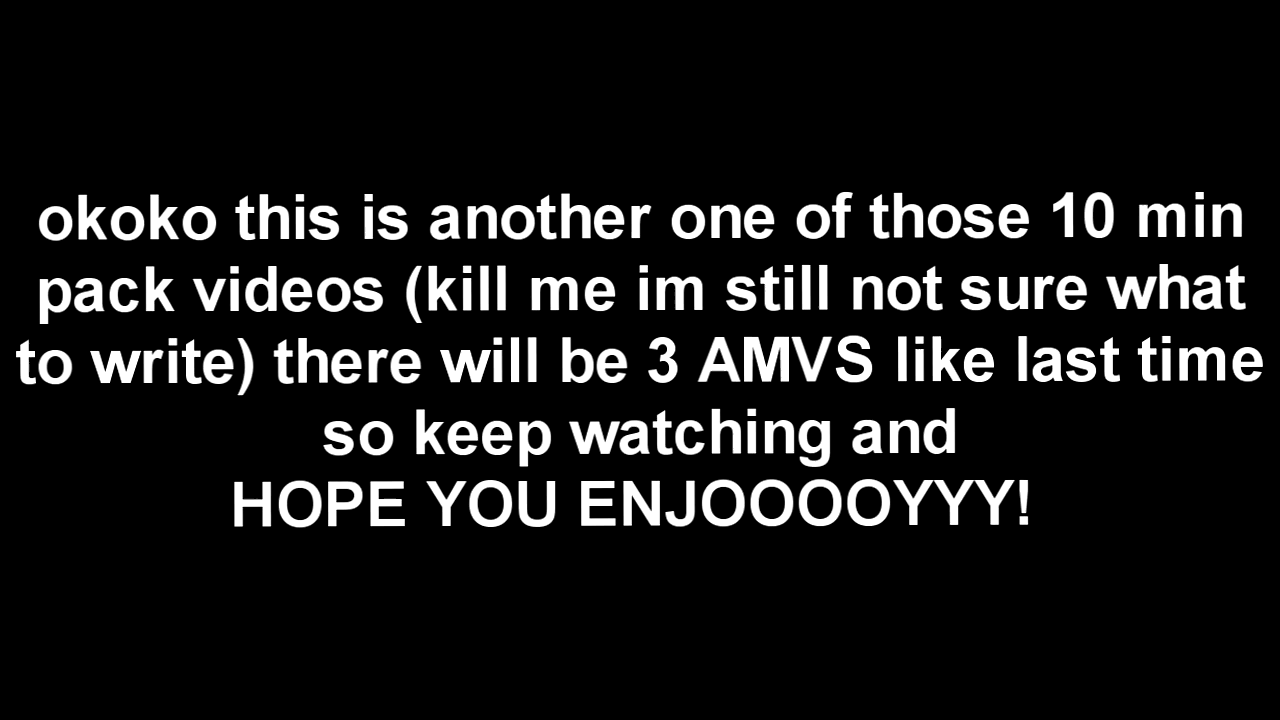 okoko this is another one of those 10 min
pack videos (kill me im still not sure what
to write) there will be 3 AMVS like last time
so keep watching and
HOPE YOU ENJOOOOYYY!